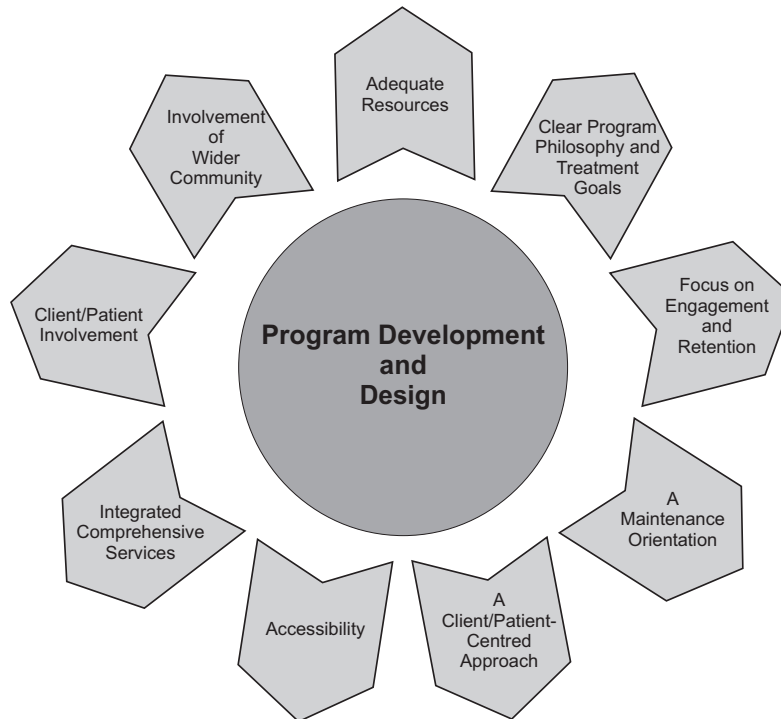 Adequate
Resources
Clear Program
Philosophy and
Treatment
Goals
Focus on
Engagement
and
Retention
A
Maintenance
Orientation
A
Client/Patient-
Centred
Approach
Accessibility
Integrated
Comprehensive
Services
Client/Patient
Involvement
Involvement
of
Wider
Community
Program Development
and
Design